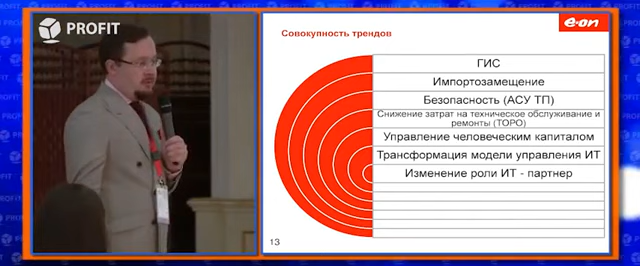 PROFIT
e·on
Совокупность трендов
ГИС
Импортозамещение
Безопасность (АСУ ТП)
Снижение затрат на техническое обслуживание и
ремонты (ТОРО)
Управление человеческим капиталом
Трансформация модели управления ИТ
Изменение роли ИТ - партнер
13